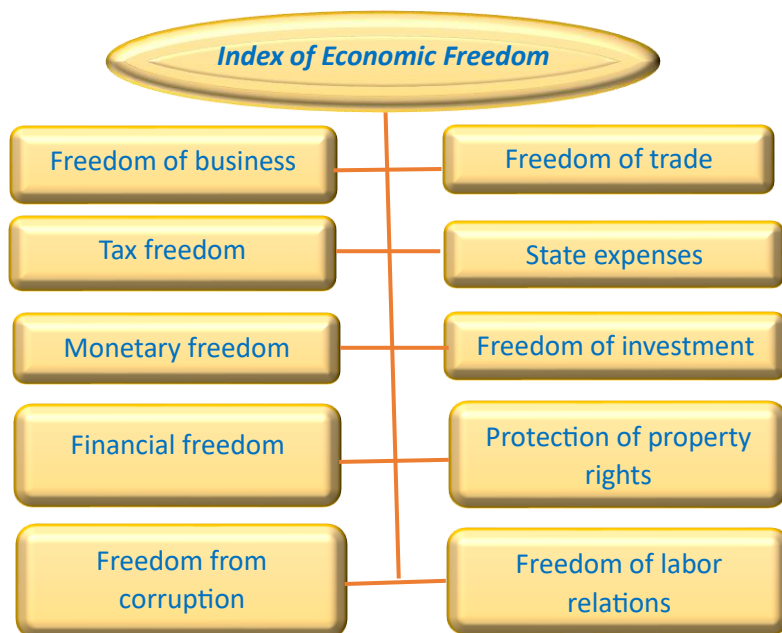 Index of Economic Freedom
Freedom of business
Freedom of trade
Tax freedom
State expenses
Monetary freedom
Freedom of investment
Financial freedom
Protection of property
rights
Freedom from
corruption
Freedom of labor
relations